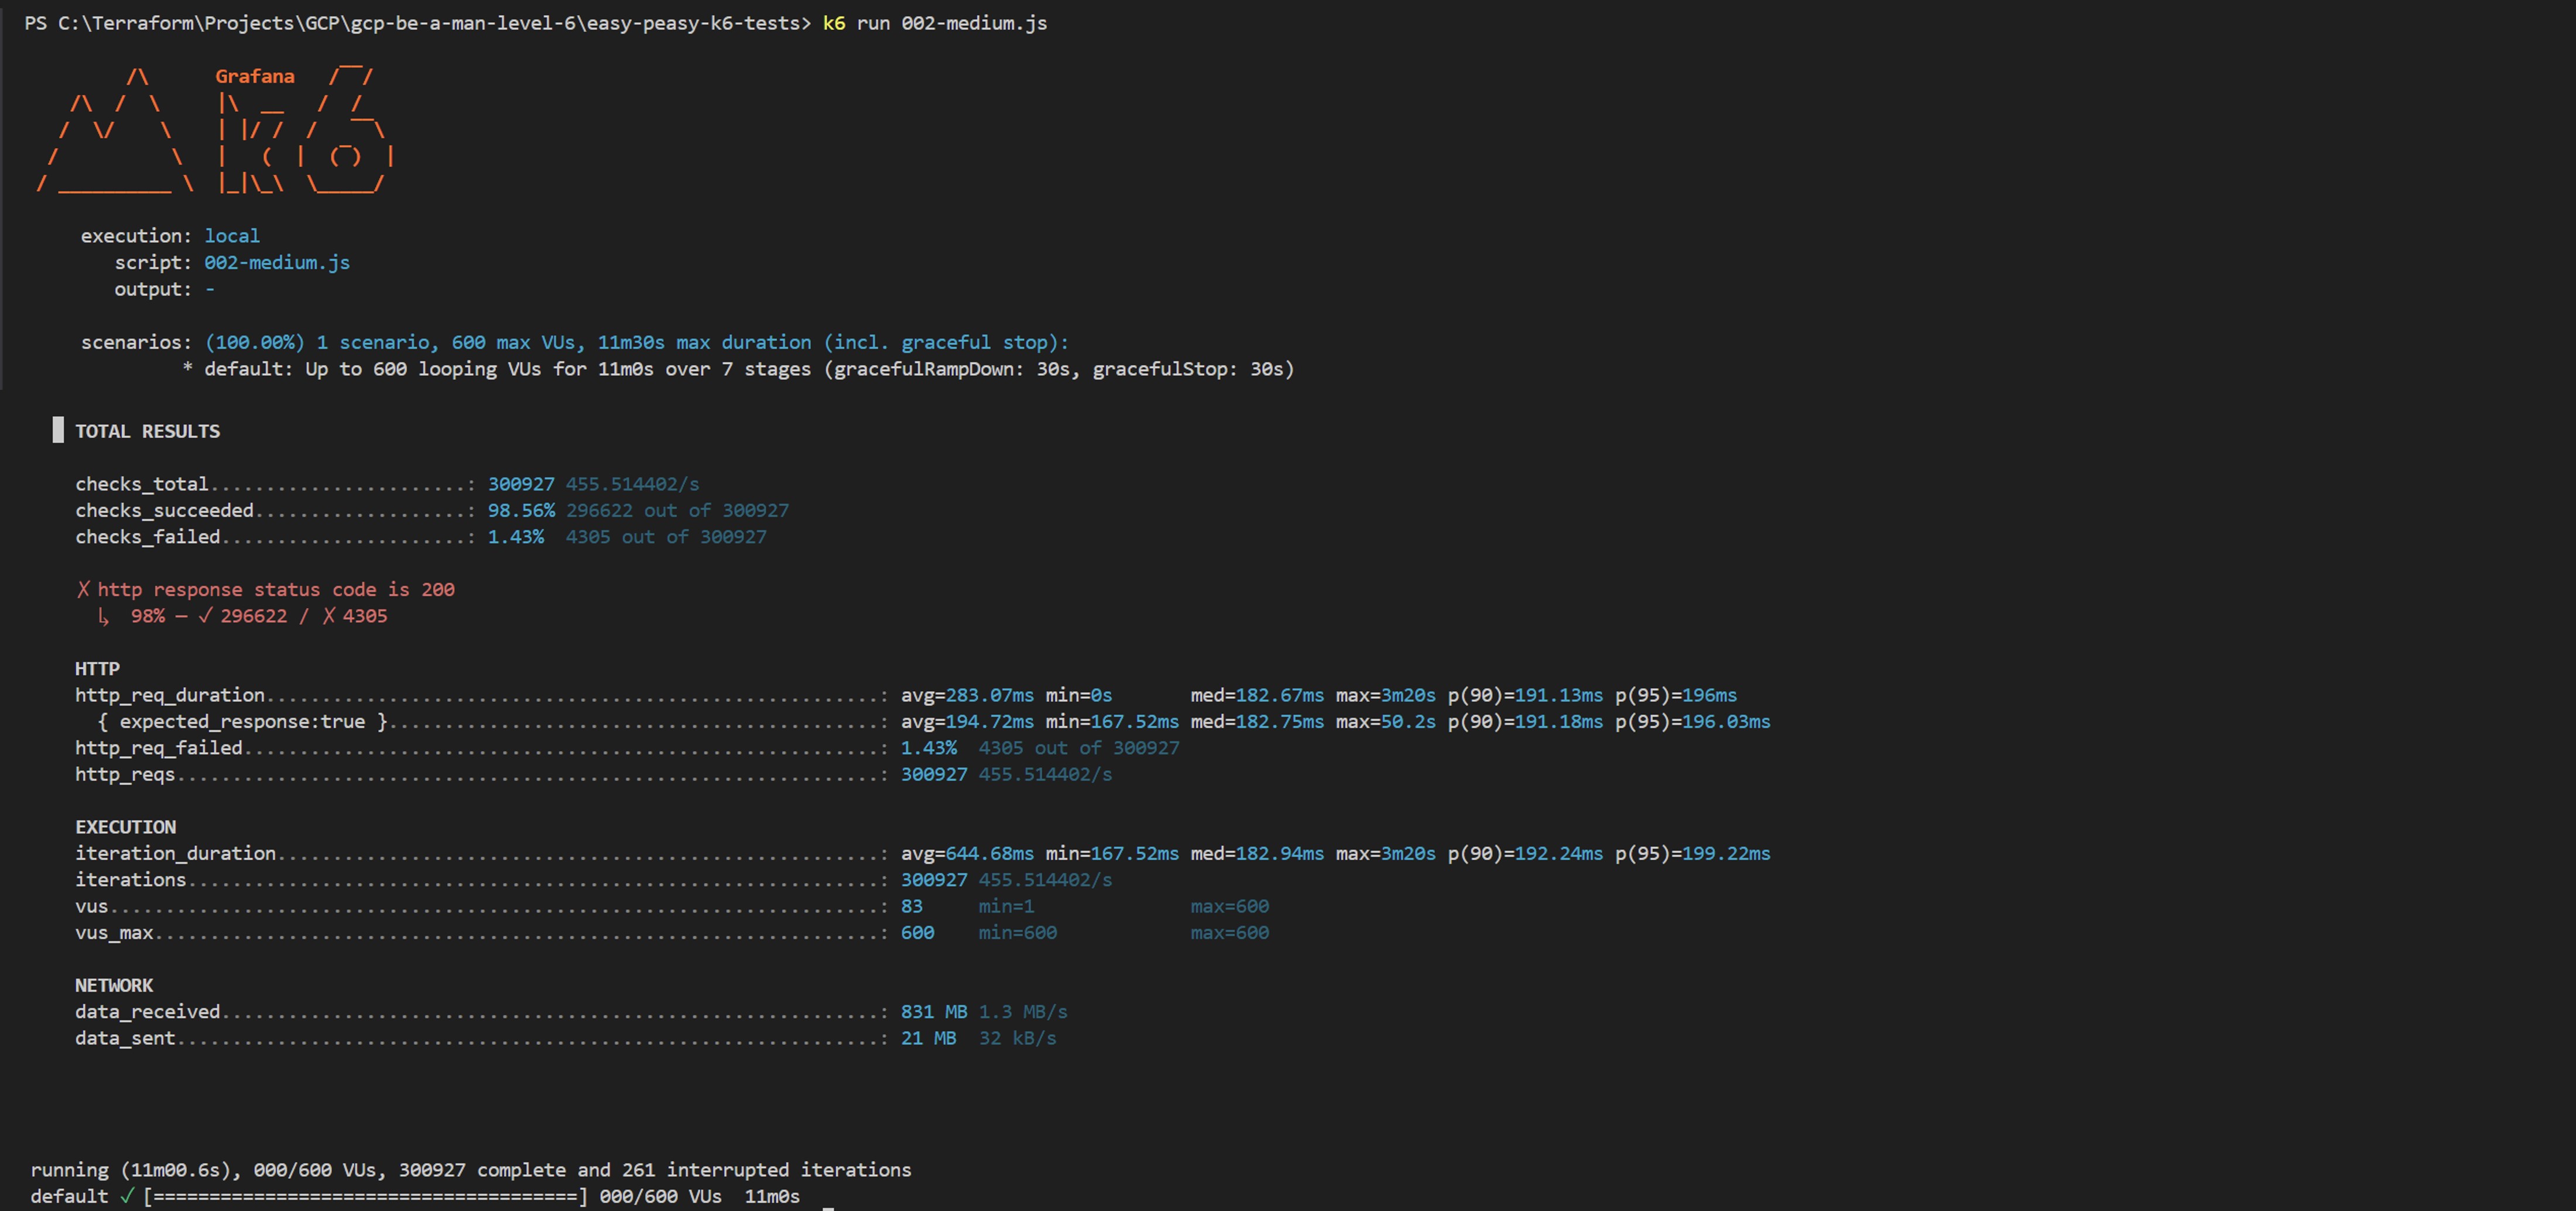 PS C:\Terraform\Projects\GCP\gcp-be-a-man-level-6\easy-peasy-k6-tests> k6 run 002-medium.js
         /\      Grafana   /‾‾/
    /\  /  \     |\  __   /  /
   /  \/    \    | |/ /  /   ‾‾\
  /          \   |   (  |  (‾)  |
 / __________ \  |_|\_\  \_____/
execution: local
script: 002-medium.js
output: -
scenarios: (100.00%) 1 scenario, 600 max VUs, 11m30s max duration (incl. graceful stop):
* default: Up to 600 looping VUs for 11m0s over 7 stages (gracefulRampDown: 30s, gracefulStop: 30s)
█ TOTAL RESULTS
checks_total.......................: 300927 455.514402/s
checks_succeeded...................: 98.56% 296622 out of 300927
checks_failed......................: 1.43% 4305 out of 300927
✗ http response status code is 200
↳ 98% — ✓ 296622 / ✗ 4305
HTTP
http_req_duration.......................................................: avg=283.07ms min=0s med=182.67ms max=3m20s p(90)=191.13ms p(95)=196ms
{ expected_response:true }............................................: avg=194.72ms min=167.52ms med=182.75ms max=50.2s p(90)=191.18ms p(95)=196.03ms
http_req_failed.........................................................: 1.43% 4305 out of 300927
http_reqs...............................................................: 300927 455.514402/s
EXECUTION
iteration_duration......................................................: avg=644.68ms min=167.52ms med=182.94ms max=3m20s p(90)=192.24ms p(95)=199.22ms
iterations..............................................................: 300927 455.514402/s
vus.....................................................................: 83 min=1 max=600
vus_max.................................................................: 600 min=600 max=600
NETWORK
data_received...........................................................: 831 MB 1.3 MB/s
data_sent...............................................................: 21 MB 32 kB/s
running (11m00.6s), 000/600 VUs, 300927 complete and 261 interrupted iterations
default ✓ [======================================] 000/600 VUs 11m0s